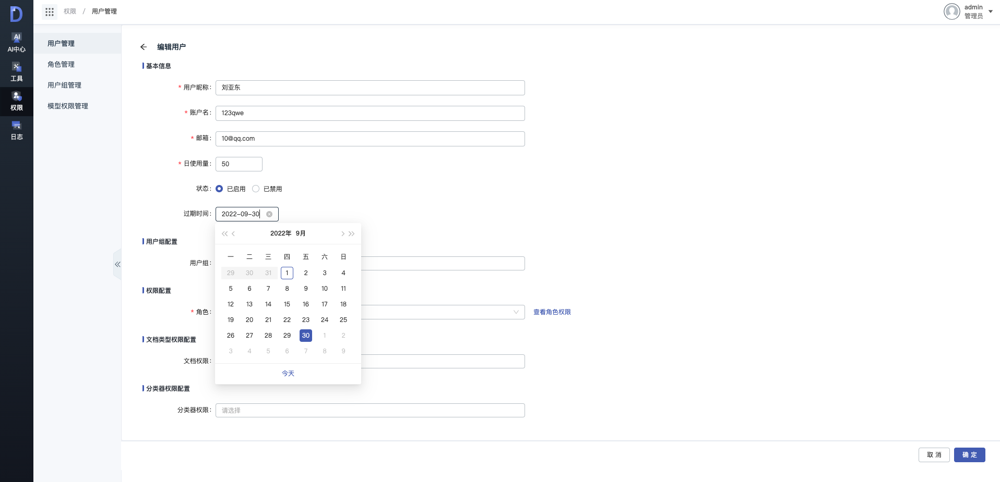 权限 / 用户管理
admin
管理员
AI
AI中心
工具
权限
日志
用户管理
角色管理
用户组管理
模型权限管理
编辑用户
基本信息
* 用户昵称: 刘亚东
* 账户名: 123qwe
* 邮箱: 10@qq.com
* 日使用量: 50
状态: 已启用 已禁用
过期时间: 2022-09-30
2022年 9月
一 二 三 四 五 六 日
29 30 31 1 2 3 4
5 6 7 8 9 10 11
12 13 14 15 16 17 18
19 20 21 22 23 24 25
26 27 28 29 30 1 2
3 4 5 6 7 8 9
今天
用户组配置
用户组:
权限配置
* 角色: 查看角色权限
文档类型权限配置
文档权限:
分类器权限配置
分类器权限: 请选择
取 消 确 定